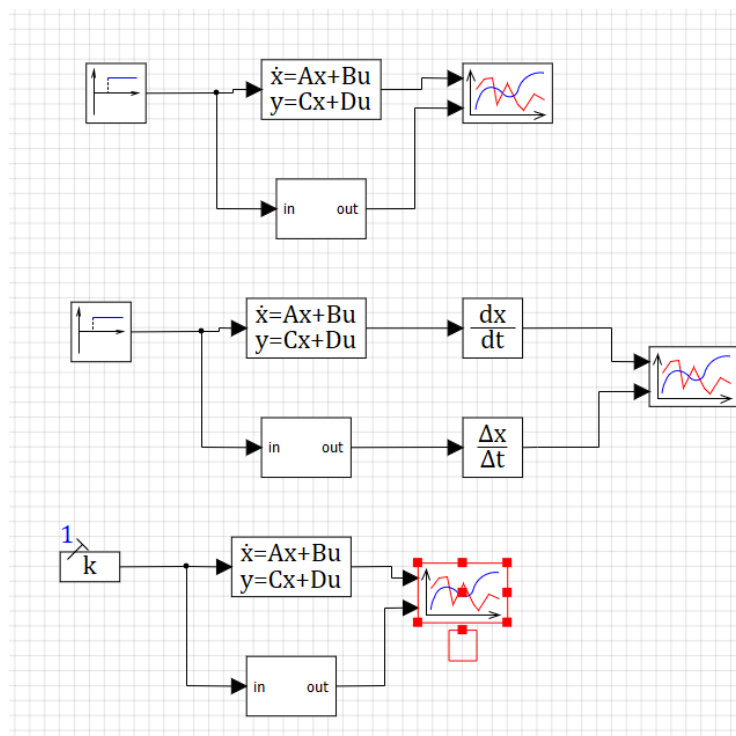 ẋ=Ax+Bu
y=Cx+Du
in out
ẋ=Ax+Bu
y=Cx+Du
dx
dt
in out
Δx
Δt
1
k
ẋ=Ax+Bu
y=Cx+Du
in out